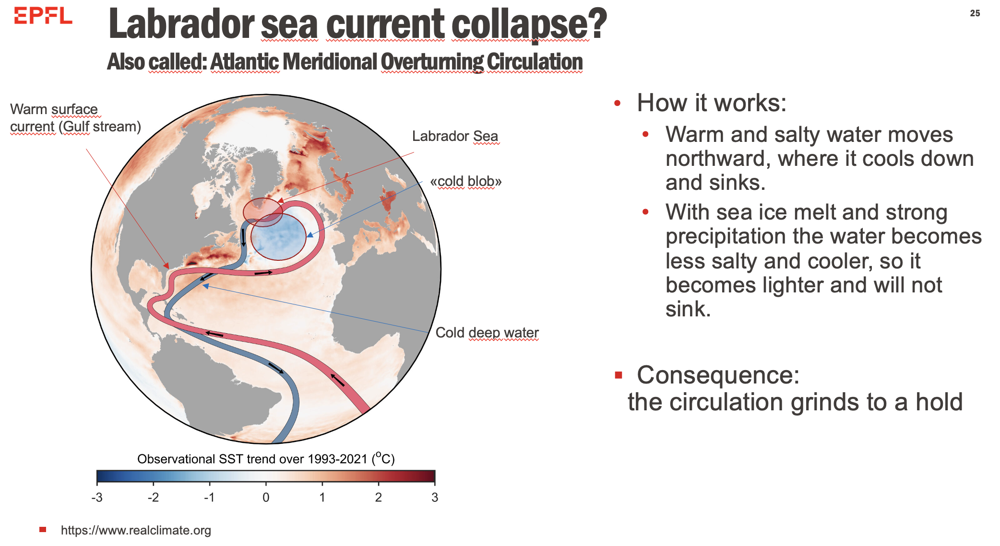 EPFL
Labrador sea current collapse?
25
Also called: Atlantic Meridional Overturning Circulation
Warm surface
current (Gulf stream)
Labrador Sea
«cold blob»
Cold deep water
Observational SST trend over 1993-2021 (°C)
-3 -2 -1 0 1 2 3
• How it works:
• Warm and salty water moves
northward, where it cools down
and sinks.
• With sea ice melt and strong
precipitation the water becomes
less salty and cooler, so it
becomes lighter and will not
sink.
▪ Consequence:
the circulation grinds to a hold
▪ https://www.realclimate.org